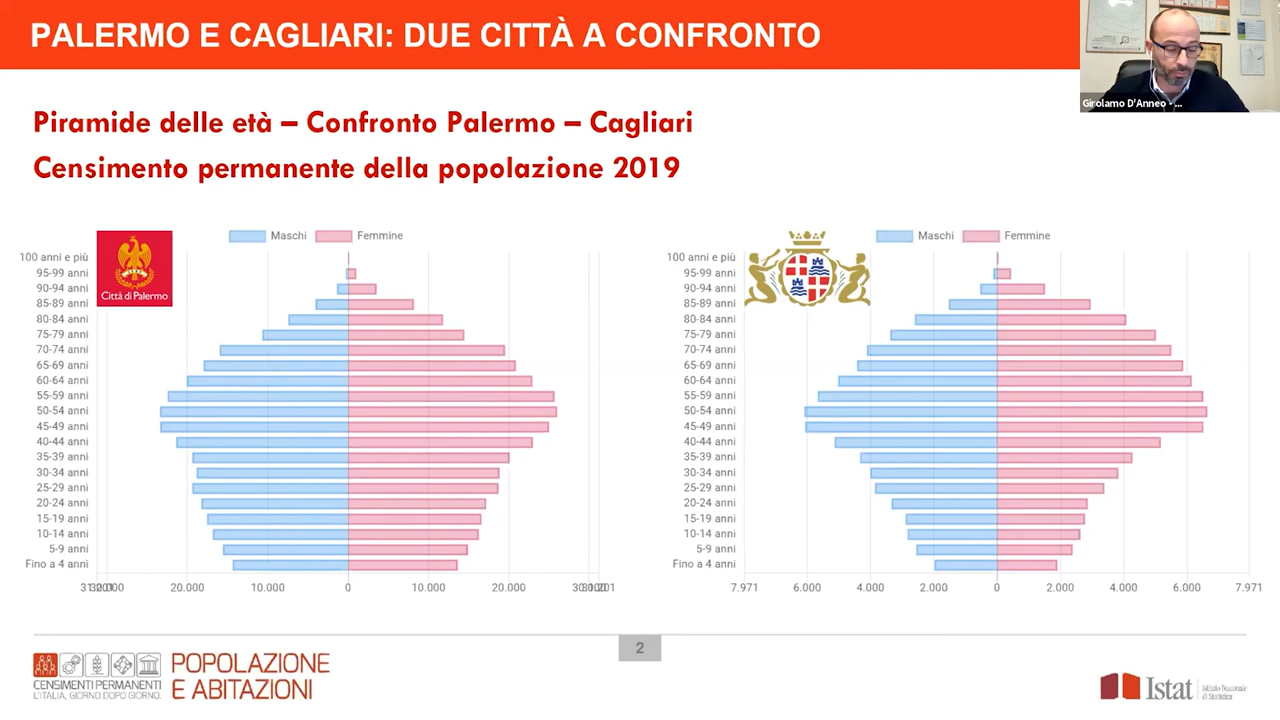 PALERMO E CAGLIARI: DUE CITTÀ A CONFRONTO
Girolamo D'Anneo - ...
Piramide delle età – Confronto Palermo – Cagliari
Censimento permanente della popolazione 2019
Città di Palermo
Maschi
Femmine
100 anni e più
95-99 anni
90-94 anni
85-89 anni
80-84 anni
75-79 anni
70-74 anni
65-69 anni
60-64 anni
55-59 anni
50-54 anni
45-49 anni
40-44 anni
35-39 anni
30-34 anni
25-29 anni
20-24 anni
15-19 anni
10-14 anni
5-9 anni
Fino a 4 anni
20.000 10.000 0 10.000 20.000
Maschi
Femmine
100 anni e più
95-99 anni
90-94 anni
85-89 anni
80-84 anni
75-79 anni
70-74 anni
65-69 anni
60-64 anni
55-59 anni
50-54 anni
45-49 anni
40-44 anni
35-39 anni
30-34 anni
25-29 anni
20-24 anni
15-19 anni
10-14 anni
5-9 anni
Fino a 4 anni
7.971 6.000 4.000 2.000 0 2.000 4.000 6.000 7.971
2
CENSIMENTI PERMANENTI
L'ITALIA, GIORNO DOPO GIORNO.
POPOLAZIONE
E ABITAZIONI
Istat
Istituto Nazionale
di Statistica